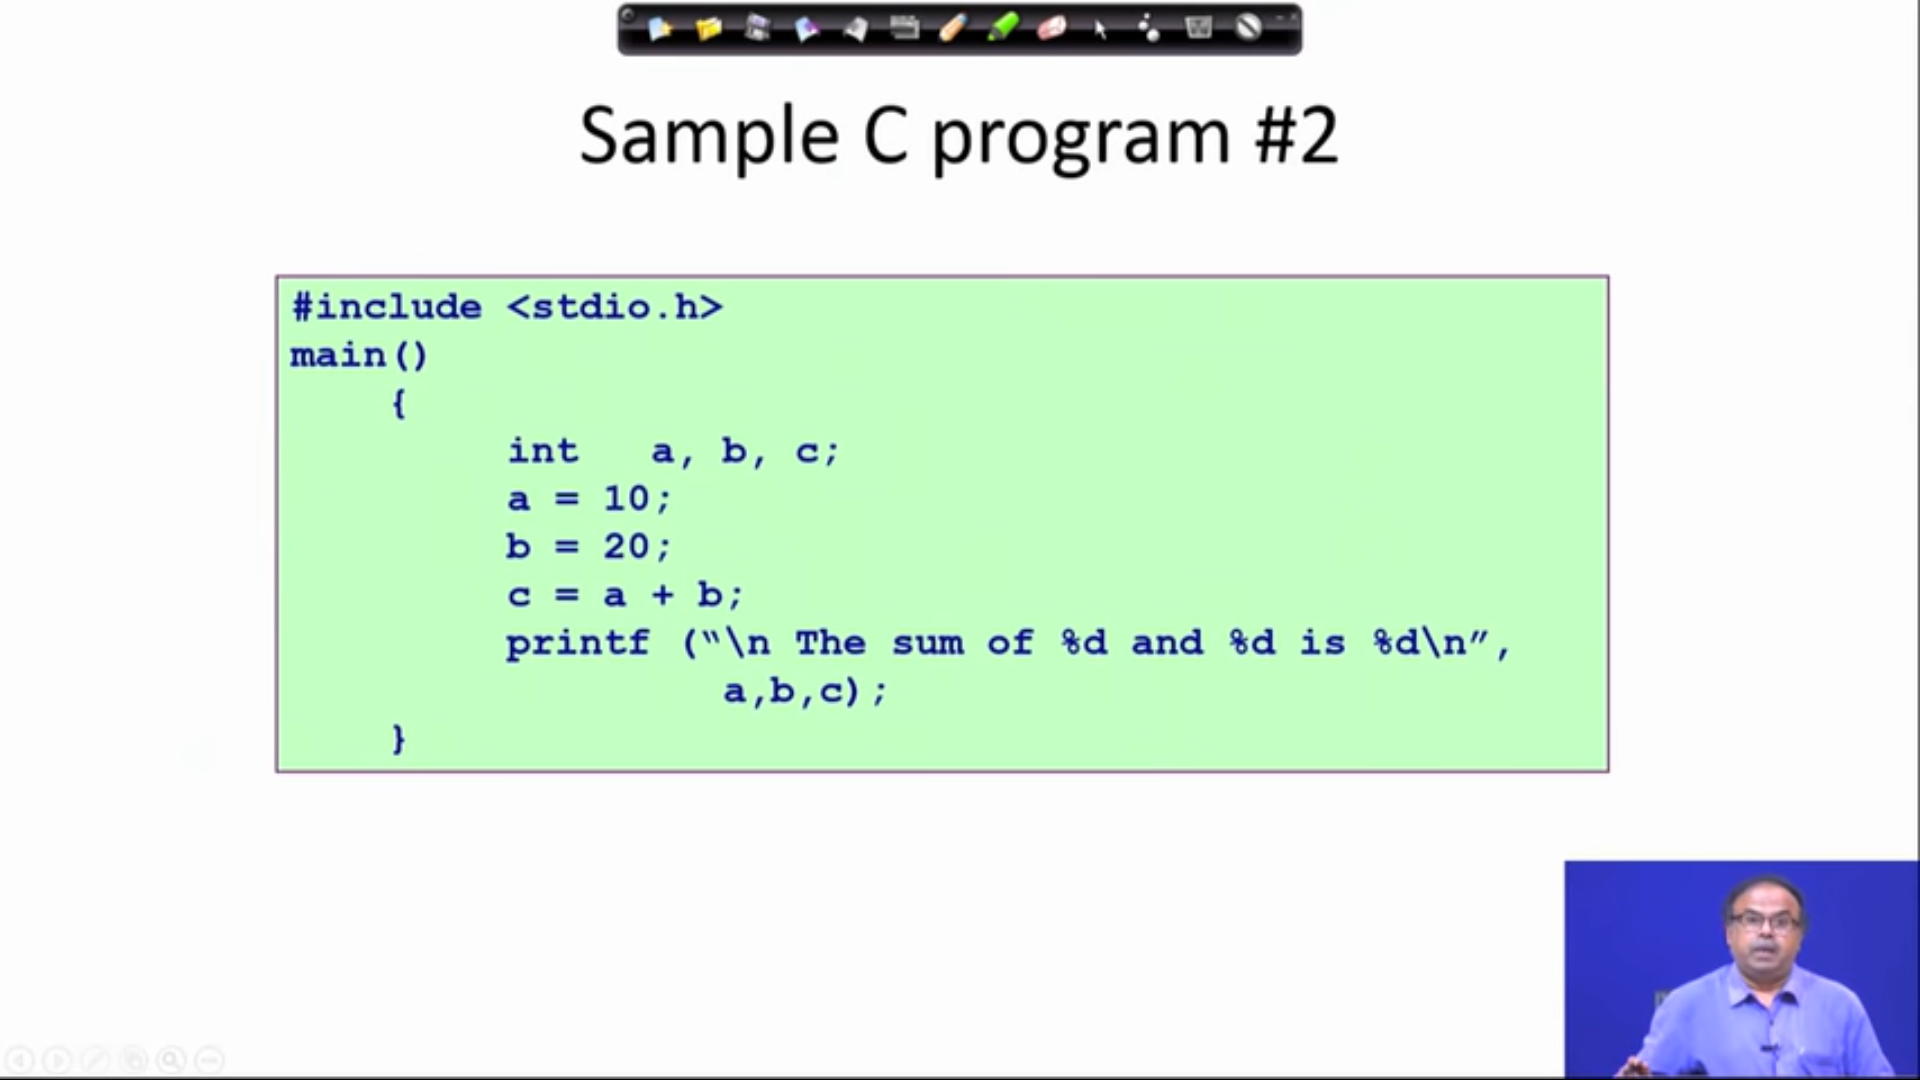 Sample C program #2
#include <stdio.h>
main()
{
int a, b, c;
a = 10;
b = 20;
c = a + b;
printf (“\n The sum of %d and %d is %d\n”,
a,b,c);
}